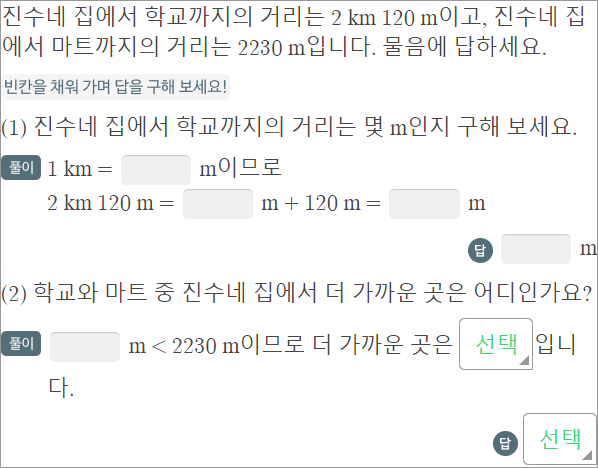 진수네 집에서 학교까지의 거리는 2 km 120 m이고, 진수네 집
에서 마트까지의 거리는 2230 m입니다. 물음에 답하세요.
빈칸을 채워 가며 답을 구해 보세요!
(1) 진수네 집에서 학교까지의 거리는 몇 m인지 구해 보세요.
풀이 1 km = m이므로
2 km 120 m = m + 120 m = m
답 m
(2) 학교와 마트 중 진수네 집에서 더 가까운 곳은 어디인가요?
풀이 m < 2230 m이므로 더 가까운 곳은 선택 입니
다.
답 선택